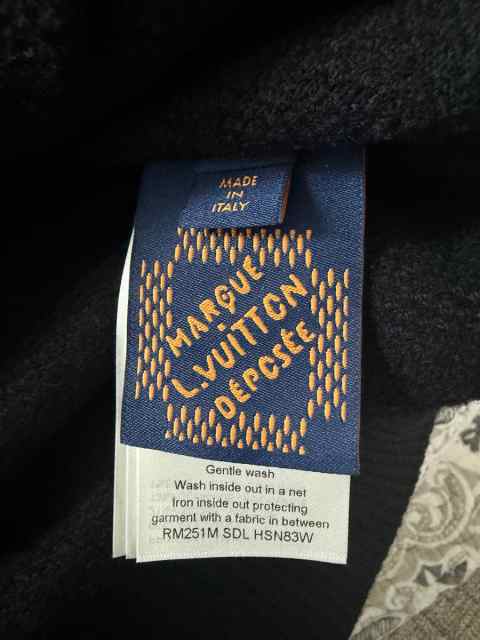 MADE
IN
ITALY
MARQUE
L.VUITTON
DÉPOSÉE
Gentle wash
Wash inside out in a net
Iron inside out protecting
garment with a fabric in between
RM251M SDL HSN83W